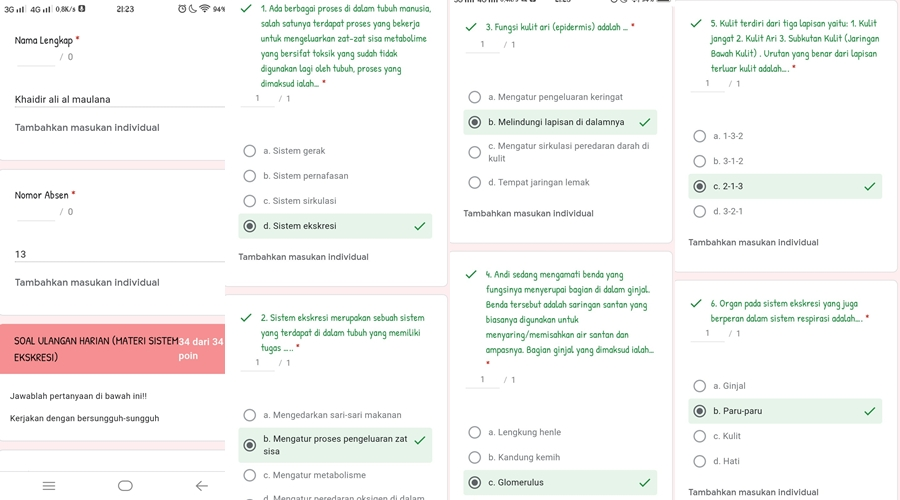 3G 4G 0.8K/s 21:23 94%
Nama Lengkap *
/ 0
Khaidir ali al maulana
Tambahkan masukan individual
Nomor Absen *
/ 0
13
Tambahkan masukan individual
SOAL ULANGAN HARIAN (MATERI SISTEM EKSKRESI)
34 dari 34 poin
Jawablah pertanyaan di bawah ini!!
Kerjakan dengan bersungguh-sungguh
1. Ada berbagai proses di dalam tubuh manusia,
salah satunya terdapat proses yang bekerja
untuk mengeluarkan zat-zat sisa metabolime
yang bersifat toksik yang sudah tidak
digunakan lagi oleh tubuh, proses yang
dimaksud ialah... *
1 / 1
a. Sistem gerak
b. Sistem pernafasan
c. Sistem sirkulasi
d. Sistem ekskresi
Tambahkan masukan individual
2. Sistem ekskresi merupakan sebuah sistem
yang terdapat di dalam tubuh yang memiliki
tugas ..... *
1 / 1
a. Mengedarkan sari-sari makanan
b. Mengatur proses pengeluaran zat
sisa
c. Mengatur metabolisme
d. Mengatur peredaran oksigen di dalam
3. Fungsi kulit ari (epidermis) adalah ... *
1 / 1
a. Mengatur pengeluaran keringat
b. Melindungi lapisan di dalamnya
c. Mengatur sirkulasi peredaran darah di
kulit
d. Tempat jaringan lemak
Tambahkan masukan individual
4. Andi sedang mengamati benda yang
fungsinya menyerupai bagian di dalam ginjal.
Benda tersebut adalah saringan santan yang
biasanya digunakan untuk
menyaring/memisahkan air santan dan
ampasnya. Bagian ginjal yang dimaksud ialah...
*
1 / 1
a. Lengkung henle
b. Kandung kemih
c. Glomerulus
5. Kulit terdiri dari tiga lapisan yaitu: 1. Kulit
jangat 2. Kulit Ari 3. Subkutan Kulit (Jaringan
Bawah Kulit) . Urutan yang benar dari lapisan
terluar kulit adalah.... *
1 / 1
a. 1-3-2
b. 3-1-2
c. 2-1-3
d. 3-2-1
Tambahkan masukan individual
6. Organ pada sistem ekskresi yang juga
berperan dalam sistem respirasi adalah.... *
1 / 1
a. Ginjal
b. Paru-paru
c. Kulit
d. Hati
Tambahkan masukan individual